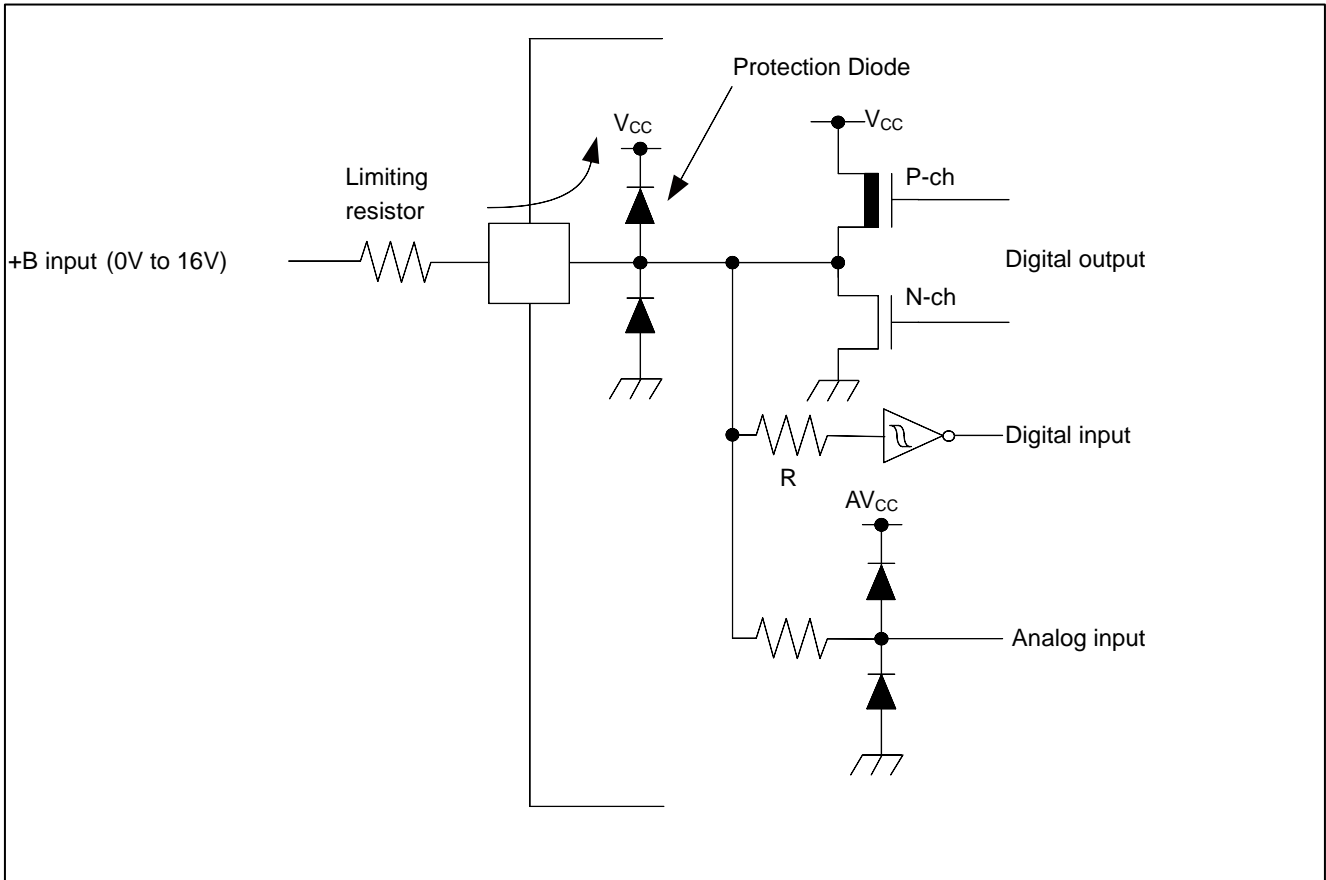 Protection Diode
VCC
VCC
Limiting
resistor
P-ch
+B input (0V to 16V)
Digital output
N-ch
Digital input
R
AVCC
Analog input